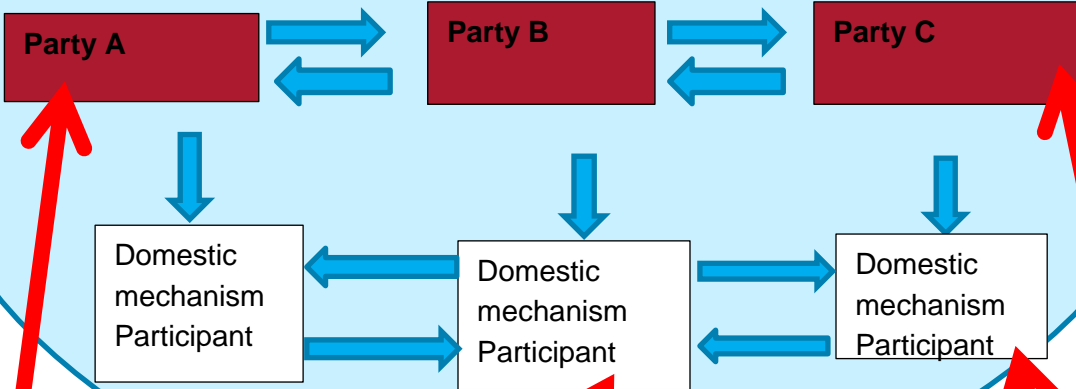 Party A
Party B
Party C
Domestic
mechanism
Participant
Domestic
mechanism
Participant
Domestic
mechanism
Participant